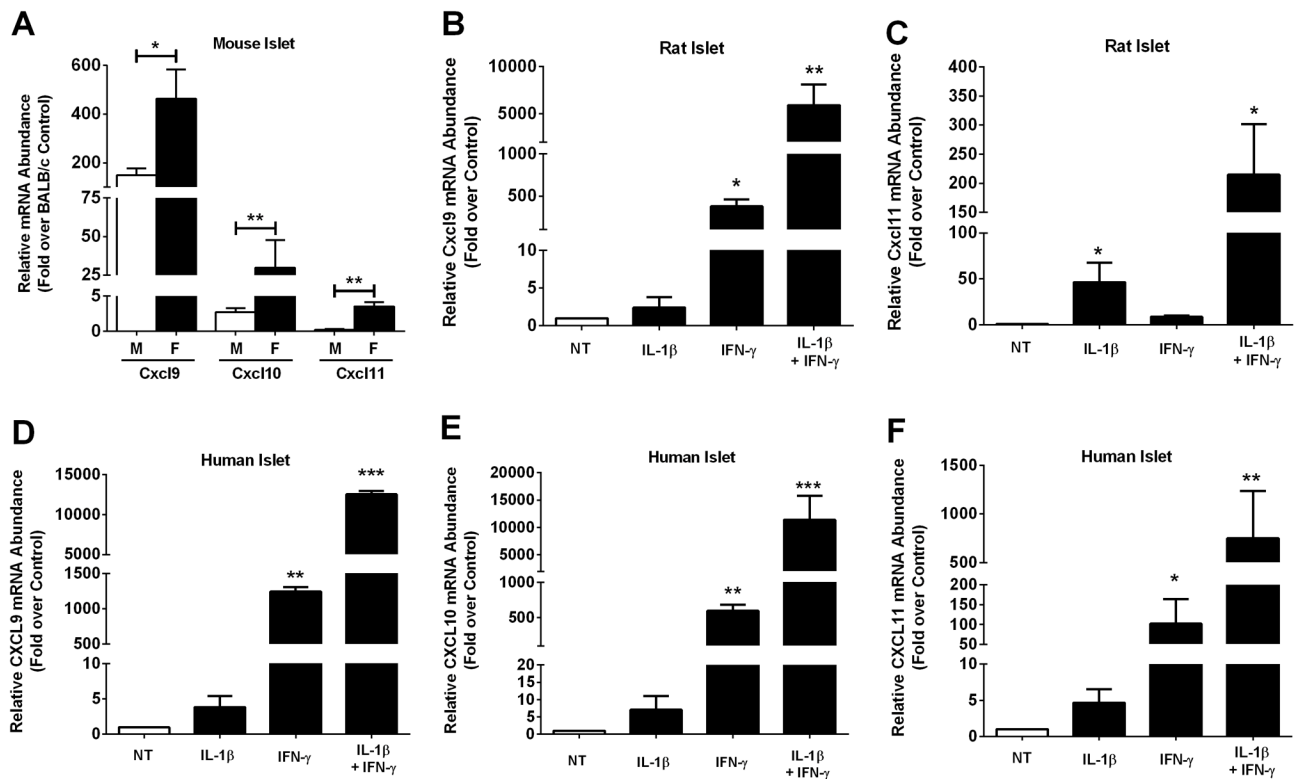 A
Mouse Islet
Relative mRNA Abundance
(Fold over BALB/c Control)
600
400
200
75
50
25
5
0
*
**
**
M F M F M F
Cxcl9 Cxcl10 Cxcl11
B
Rat Islet
Relative Cxcl9 mRNA Abundance
(Fold over Control)
10000
5000
1000
500
10
5
0
*
**
NT IL-1β IFN-γ IL-1β
+ IFN-γ
C
Rat Islet
Relative Cxcl11 mRNA Abundance
(Fold over Control)
400
350
300
250
200
150
100
50
0
*
*
NT IL-1β IFN-γ IL-1β
+ IFN-γ
D
Human Islet
Relative CXCL9 mRNA Abundance
(Fold over Control)
15000
12000
10000
5000
1500
1000
500
10
5
0
**
***
NT IL-1β IFN-γ IL-1β
+ IFN-γ
E
Human Islet
Relative CXCL10 mRNA Abundance
(Fold over Control)
20000
15000
10000
5000
1000
500
20
15
10
5
0
**
***
NT IL-1β IFN-γ IL-1β
+ IFN-γ
F
Human Islet
Relative CXCL11 mRNA Abundance
(Fold over Control)
1500
1000
500
200
150
100
50
10
5
0
*
**
NT IL-1β IFN-γ IL-1β
+ IFN-γ